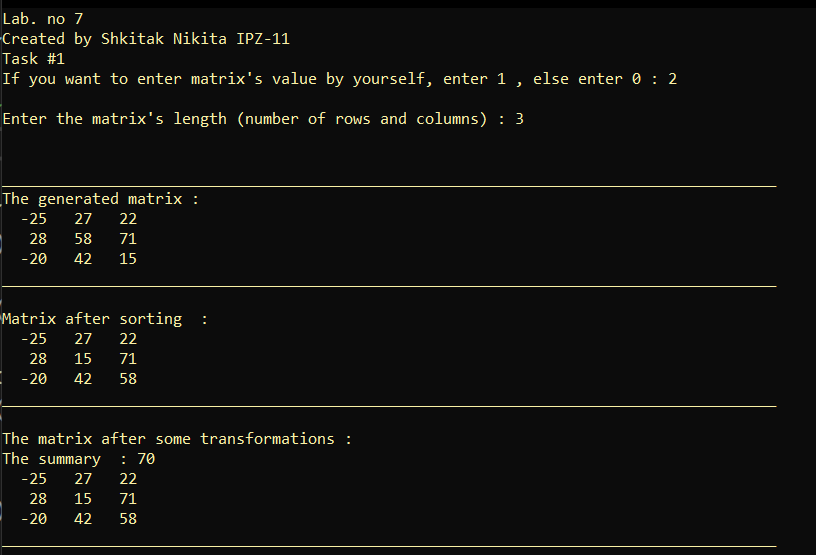 Lab. no 7
Created by Shkitak Nikita IPZ-11
Task #1
If you want to enter matrix's value by yourself, enter 1 , else enter 0 : 2
Enter the matrix's length (number of rows and columns) : 3
The generated matrix :
-25 27 22
28 58 71
-20 42 15
Matrix after sorting  :
-25 27 22
28 15 71
-20 42 58
The matrix after some transformations :
The summary  : 70
-25 27 22
28 15 71
-20 42 58